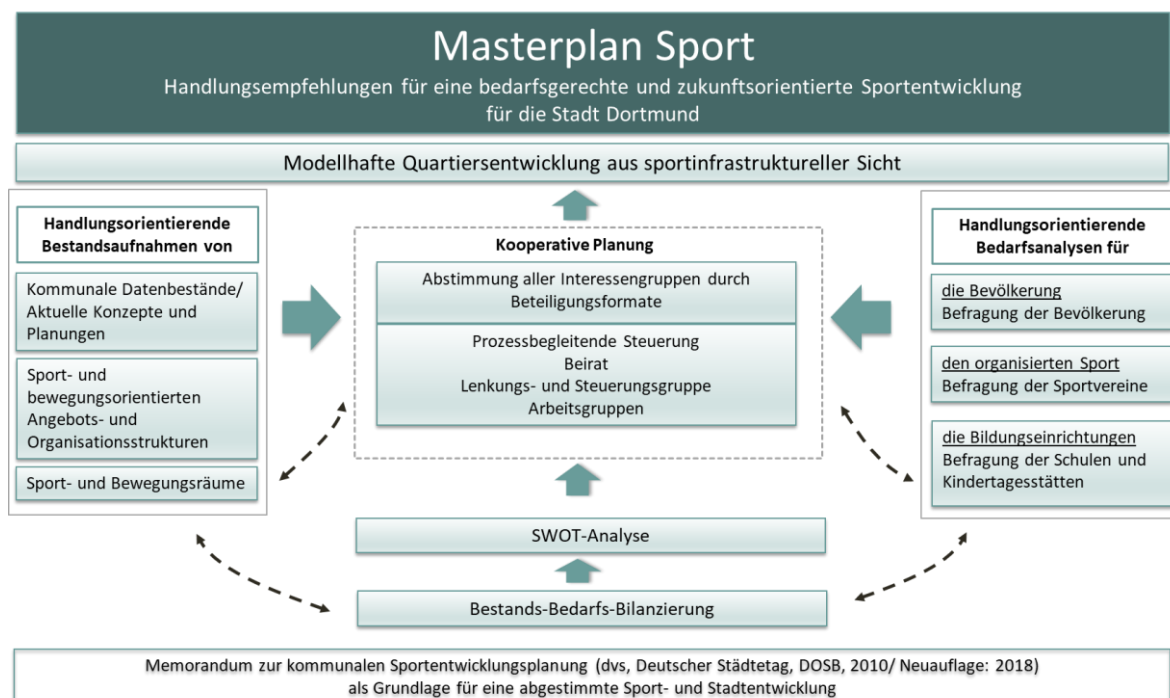 Masterplan Sport
Handlungsempfehlungen für eine bedarfsgerechte und zukunftsorientierte Sportentwicklung
für die Stadt Dortmund
Modellhafte Quartiersentwicklung aus sportinfrastruktureller Sicht
Handlungsorientierende
Bestandsaufnahmen von
Kommunale Datenbestände/
Aktuelle Konzepte und
Planungen
Sport- und
bewegungsorientierten
Angebots- und
Organisationsstrukturen
Sport- und Bewegungsräume
Kooperative Planung
Abstimmung aller Interessengruppen durch
Beteiligungsformate
Prozessbegleitende Steuerung
Beirat
Lenkungs- und Steuerungsgruppe
Arbeitsgruppen
SWOT-Analyse
Bestands-Bedarfs-Bilanzierung
Handlungsorientierende
Bedarfsanalysen für
die Bevölkerung
Befragung der Bevölkerung
den organisierten Sport
Befragung der Sportvereine
die Bildungseinrichtungen
Befragung der Schulen und
Kindertagesstätten
Memorandum zur kommunalen Sportentwicklungsplanung (dvs, Deutscher Städtetag, DOSB, 2010/ Neuauflage: 2018)
als Grundlage für eine abgestimmte Sport- und Stadtentwicklung